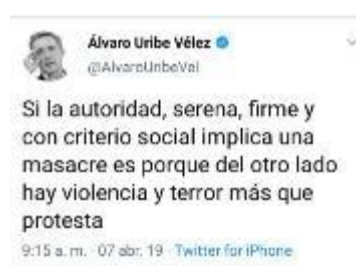 Álvaro Uribe Vélez
@AlvaroUribeVel
Si la autoridad, serena, firme y
con criterio social implica una
masacre es porque del otro lado
hay violencia y terror más que
protesta
9:15 a. m. · 07 abr. 19 · Twitter for iPhone